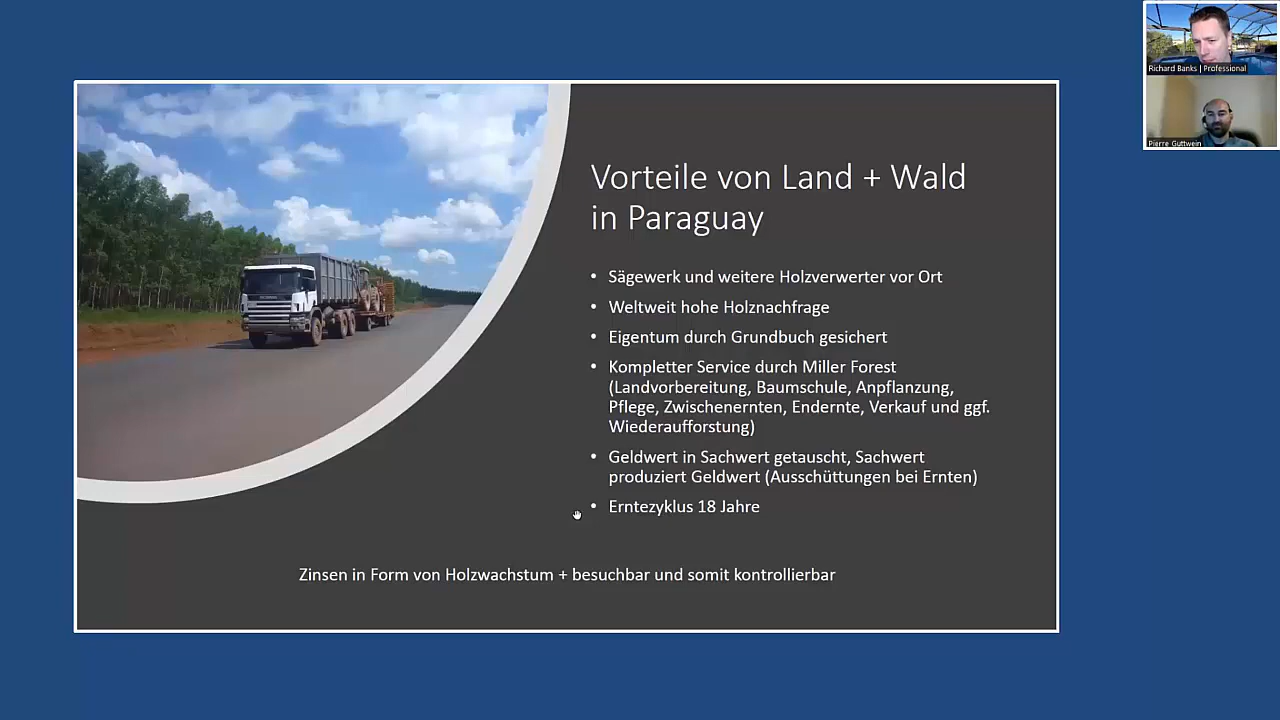 Richard Banks | Professional
Pierre Guttwein
Vorteile von Land + Wald
in Paraguay
• Sägewerk und weitere Holzverwerter vor Ort
• Weltweit hohe Holznachfrage
• Eigentum durch Grundbuch gesichert
• Kompletter Service durch Miller Forest
(Landvorbereitung, Baumschule, Anpflanzung,
Pflege, Zwischenernten, Endernte, Verkauf und ggf.
Wiederaufforstung)
• Geldwert in Sachwert getauscht, Sachwert
produziert Geldwert (Ausschüttungen bei Ernten)
• Erntezyklus 18 Jahre
Zinsen in Form von Holzwachstum + besuchbar und somit kontrollierbar